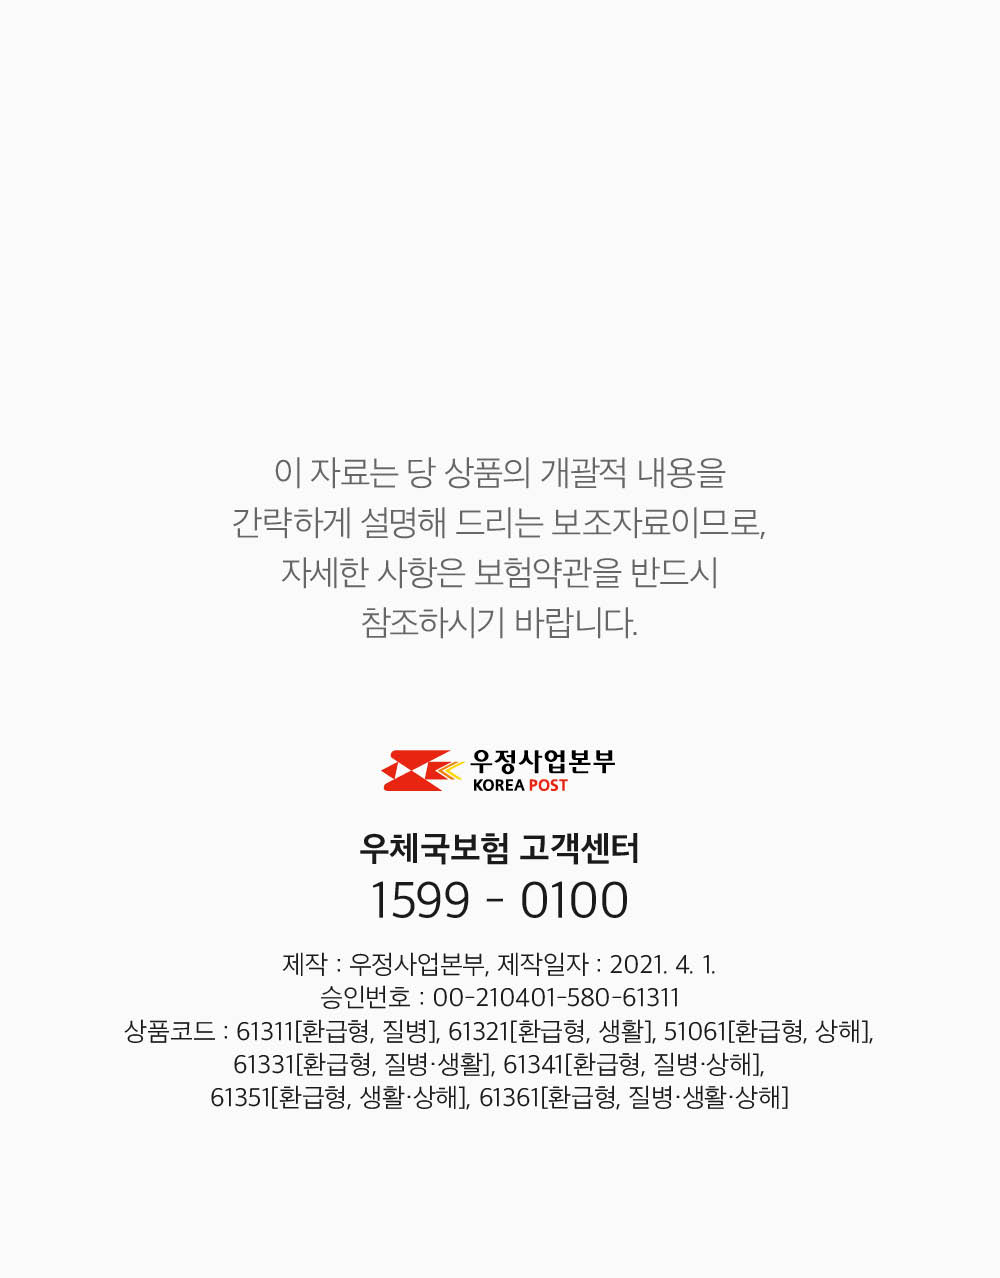 이 자료는 당 상품의 개괄적 내용을
간략하게 설명해 드리는 보조자료이므로,
자세한 사항은 보험약관을 반드시
참조하시기 바랍니다.
우정사업본부
KOREA POST
우체국보험 고객센터
1599 - 0100
제작 : 우정사업본부, 제작일자 : 2021. 4. 1.
승인번호 : 00-210401-580-61311
상품코드 : 61311[환급형, 질병], 61321[환급형, 생활], 51061[환급형, 상해],
61331[환급형, 질병·생활], 61341[환급형, 질병·상해],
61351[환급형, 생활·상해], 61361[환급형, 질병·생활·상해]